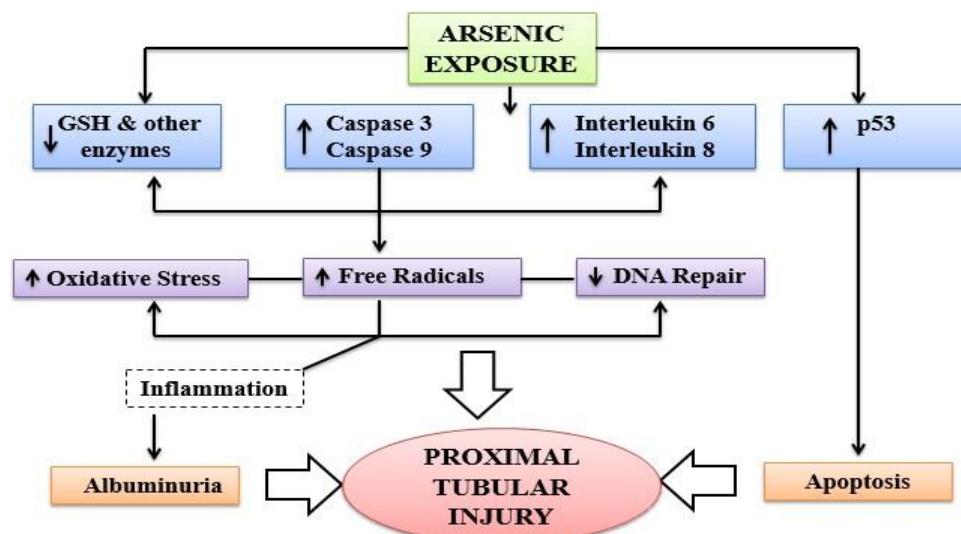 ARSENIC
EXPOSURE
GSH & other
enzymes
Caspase 3
Caspase 9
Interleukin 6
Interleukin 8
p53
Oxidative Stress
Free Radicals
DNA Repair
Inflammation
Albuminuria
PROXIMAL
TUBULAR
INJURY
Apoptosis